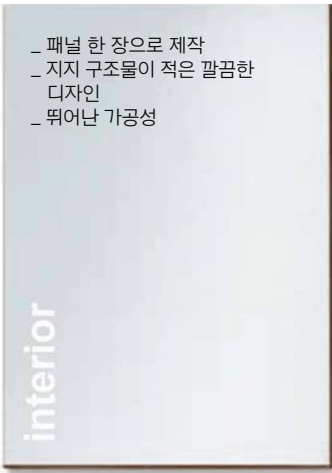 _ 패널 한 장으로 제작
_ 지지 구조물이 적은 깔끔한
디자인
_ 뛰어난 가공성
interior